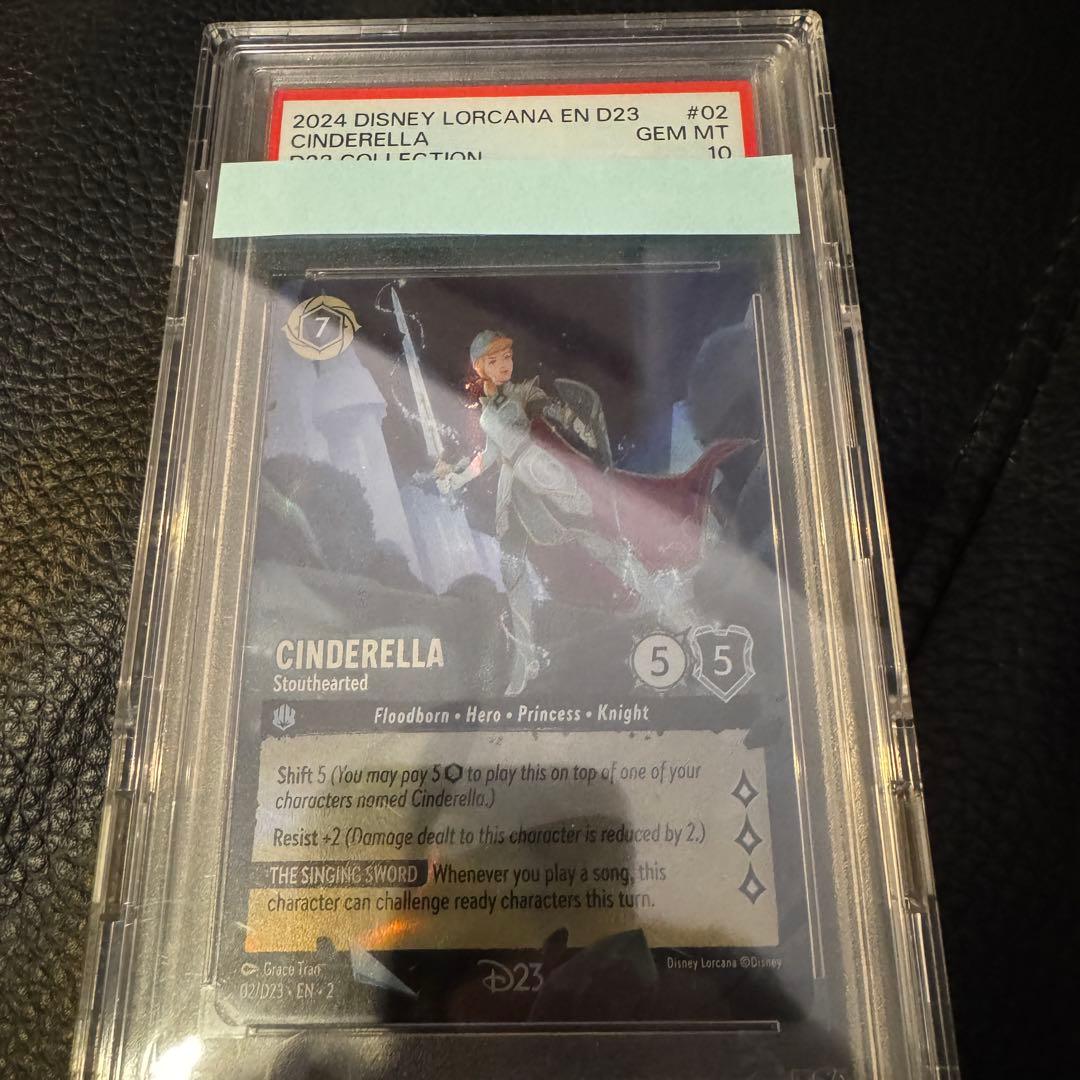 2024 DISNEY LORCANA EN D23 #02
CINDERELLA GEM MT
D23 COLLECTION 10
7
CINDERELLA
Stouthearted
5 5
Floodborn • Hero • Princess • Knight
Shift 5 (You may pay 5 to play this on top of one of your
characters named Cinderella.)
Resist +2 (Damage dealt to this character is reduced by 2.)
THE SINGING SWORD Whenever you play a song, this
character can challenge ready characters this turn.
Grace Tran
02/D23 • EN • 2
D23
Disney Lorcana ©Disney